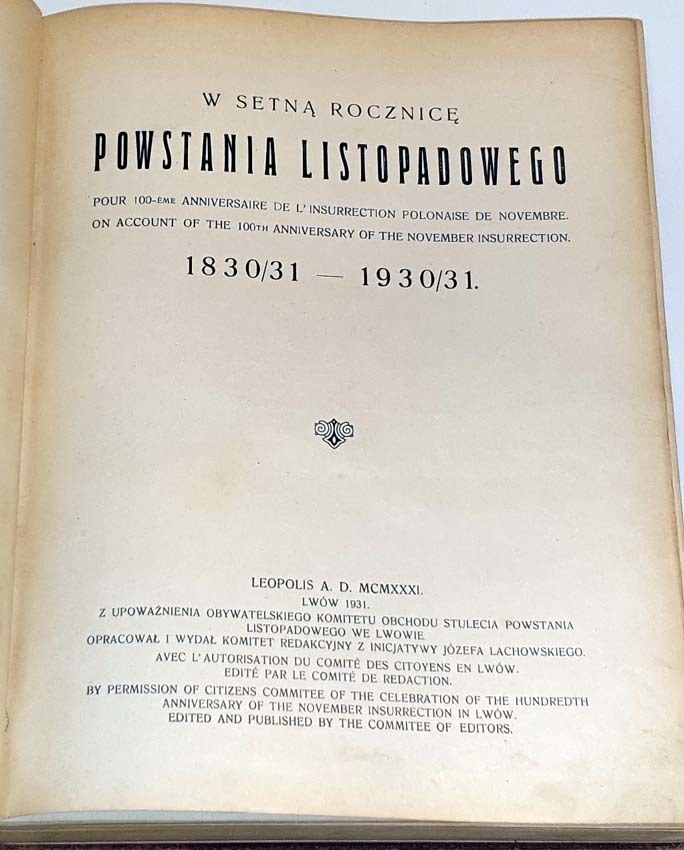 W SETNĄ ROCZNICĘ
POWSTANIA LISTOPADOWEGO
POUR 100-ÈME ANNIVERSAIRE DE L'INSURRECTION POLONAISE DE NOVEMBRE.
ON ACCOUNT OF THE 100TH ANNIVERSARY OF THE NOVEMBER INSURRECTION.
1830/31 — 1930/31.
LEOPOLIS A. D. MCMXXXI.
LWÓW 1931.
Z UPOWAŻNIENIA OBYWATELSKIEGO KOMITETU OBCHODU STULECIA POWSTANIA
LISTOPADOWEGO WE LWOWIE
OPRACOWAŁ I WYDAŁ KOMITET REDAKCYJNY Z INICJATYWY JÓZEFA LACHOWSKIEGO.
AVEC L'AUTORISATION DU COMITÉ DES CITOYENS EN LWÓW.
EDITÉ PAR LE COMITÉ DE REDACTION.
BY PERMISSION OF CITIZENS COMMITEE OF THE CELEBRATION OF THE HUNDREDTH
ANNIVERSARY OF THE NOVEMBER INSURRECTION IN LWÓW.
EDITED AND PUBLISHED BY THE COMMITEE OF EDITORS.